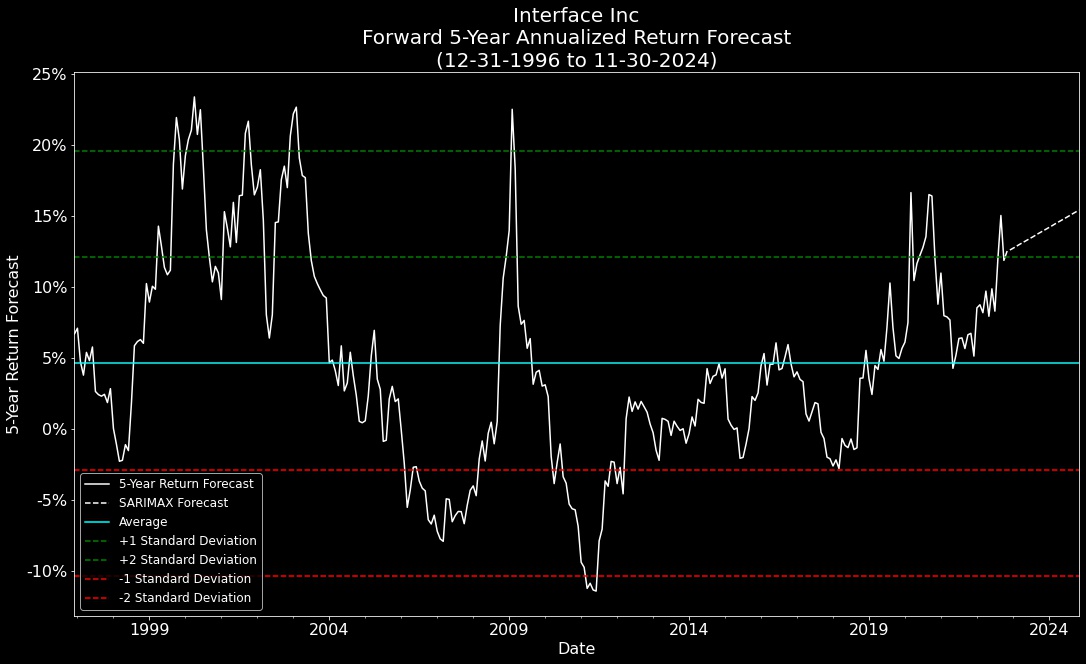 Interface Inc
Forward 5-Year Annualized Return Forecast
(12-31-1996 to 11-30-2024)
5-Year Return Forecast
25%
20%
15%
10%
5%
0%
-5%
-10%
5-Year Return Forecast
SARIMAX Forecast
Average
+1 Standard Deviation
+2 Standard Deviation
-1 Standard Deviation
-2 Standard Deviation
1999 2004 2009 2014 2019 2024
Date